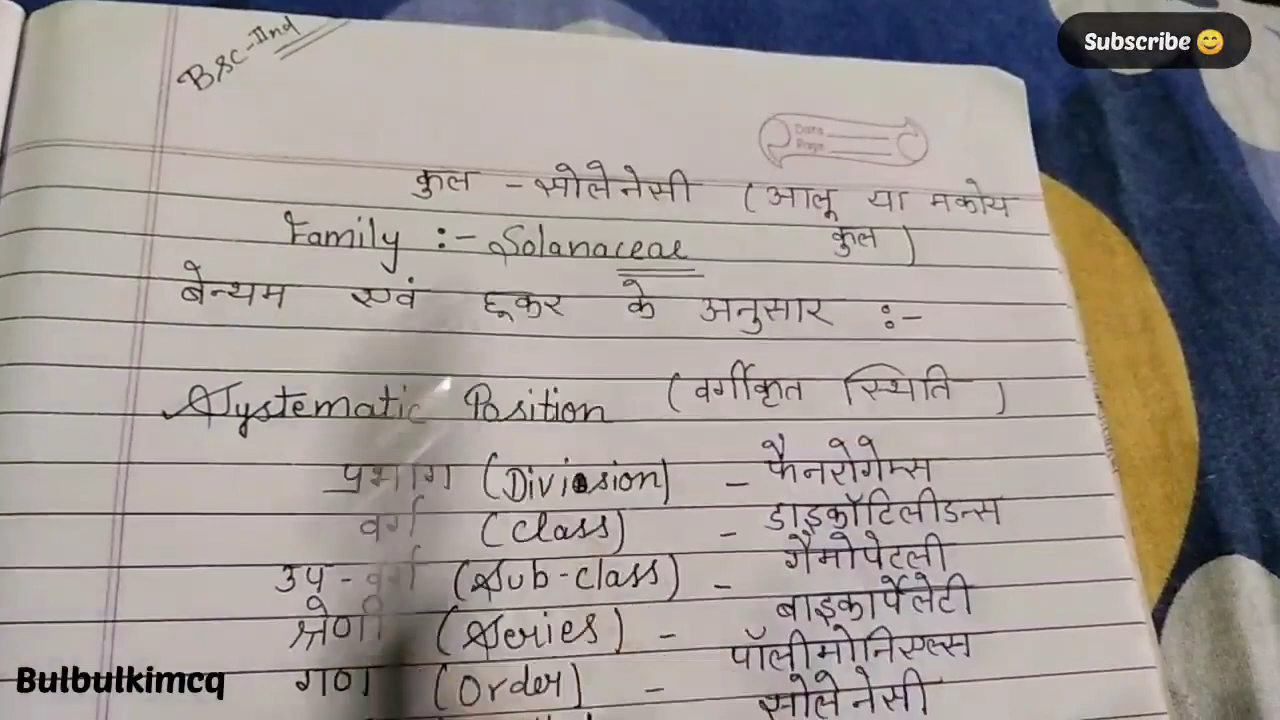 BSC-IInd
Subscribe 😊
Date
Page
कुल - सोलेनेसी (आलू या मकोय
कुल)
Family :- Solanaceae
बेन्थम एवं हूकर के अनुसार :-
Systematic Position (वर्गीकृत स्थिति)
प्रभाग (Division) - फैनरोगेम्स
वर्ग (Class) - डाइकॉटिलीडन्स
उप-वर्ग (Sub-class) - गैमोपेटली
श्रेणी (Series) - बाइकार्पेलेटी
गण (Order) - पॉलीमोनिएल्स
सोलेनेसी
Bulbulkimcq